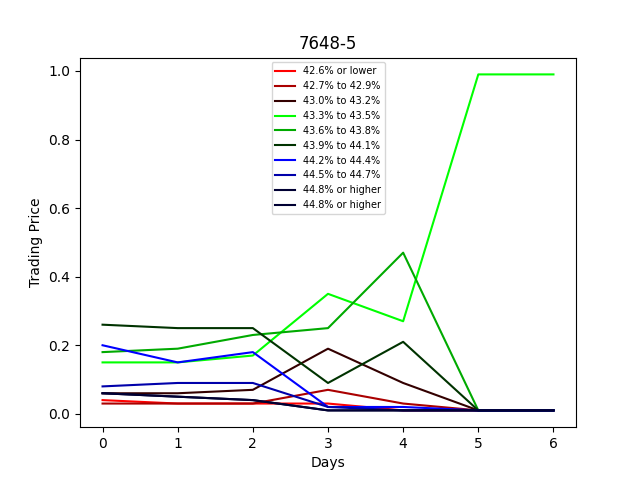 7648-5
1.0
0.8
0.6
0.4
0.2
0.0
Trading Price
42.6% or lower
42.7% to 42.9%
43.0% to 43.2%
43.3% to 43.5%
43.6% to 43.8%
43.9% to 44.1%
44.2% to 44.4%
44.5% to 44.7%
44.8% or higher
44.8% or higher
0 1 2 3 4 5 6
Days